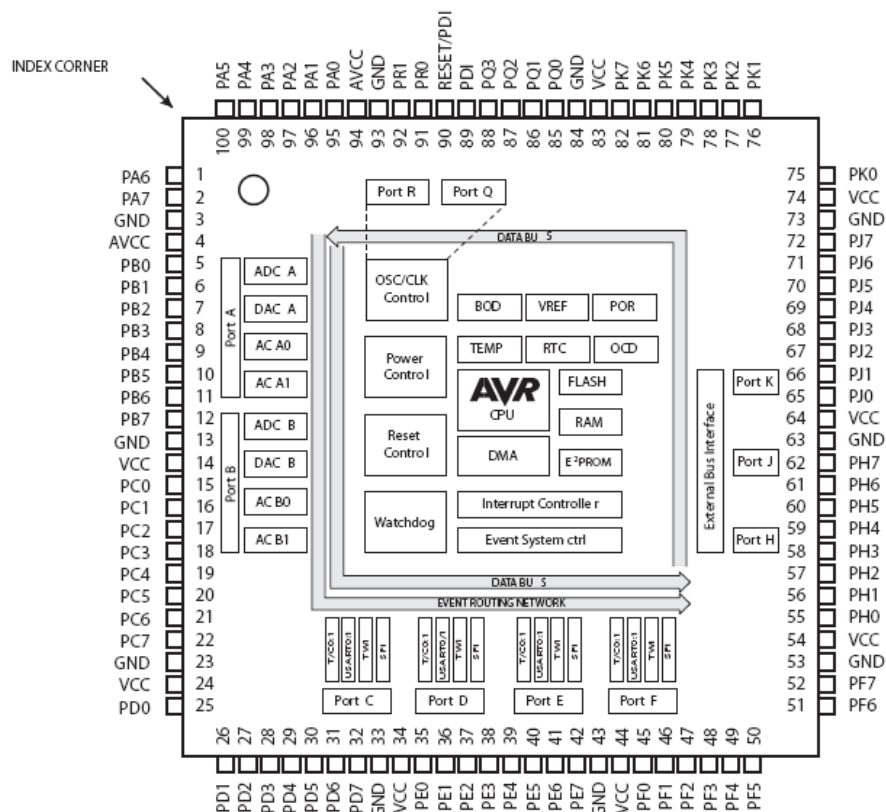 INDEX CORNER
PA5 PA4 PA3 PA2 PA1 PA0 AVCC GND PR1 PR0 RESET/PDI PDI PQ3 PQ2 PQ1 PQ0 GND VCC PK7 PK6 PK5 PK4 PK3 PK2 PK1
100 99 98 97 96 95 94 93 92 91 90 89 88 87 86 85 84 83 82 81 80 79 78 77 76
PA6 1
PA7 2
GND 3
AVCC 4
PB0 5
PB1 6
PB2 7
PB3 8
PB4 9
PB5 10
PB6 11
PB7 12
GND 13
VCC 14
PC0 15
PC1 16
PC2 17
PC3 18
PC4 19
PC5 20
PC6 21
PC7 22
GND 23
VCC 24
PD0 25
Port R
Port Q
DATA BU S
Port A
ADC A
DAC A
AC A0
AC A1
Port B
ADC B
DAC B
AC B0
AC B1
OSC/CLK
Control
Power
Control
Reset
Control
Watchdog
BOD
VREF
POR
TEMP
RTC
OCD
AVR
CPU
FLASH
RAM
DMA
E²PROM
Interrupt Controlle r
Event System ctrl
External Bus Interface
Port K
Port J
Port H
DATA BU S
EVENT ROUTING NETWORK
T/C0:1 USART0:1 TWI SPI
T/C0:1 USART0/1 TWI SPI
T/C0:1 USART0:1 TWI SPI
T/C0:1 USART0:1 TWI SPI
Port C
Port D
Port E
Port F
75 PK0
74 VCC
73 GND
72 PJ7
71 PJ6
70 PJ5
69 PJ4
68 PJ3
67 PJ2
66 PJ1
65 PJ0
64 VCC
63 GND
62 PH7
61 PH6
60 PH5
59 PH4
58 PH3
57 PH2
56 PH1
55 PH0
54 VCC
53 GND
52 PF7
51 PF6
26 27 28 29 30 31 32 33 34 35 36 37 38 39 40 41 42 43 44 45 46 47 48 49 50
PD1 PD2 PD3 PD4 PD5 PD6 PD7 GND VCC PE0 PE1 PE2 PE3 PE4 PE5 PE6 PE7 GND VCC PF0 PF1 PF2 PF3 PF4 PF5